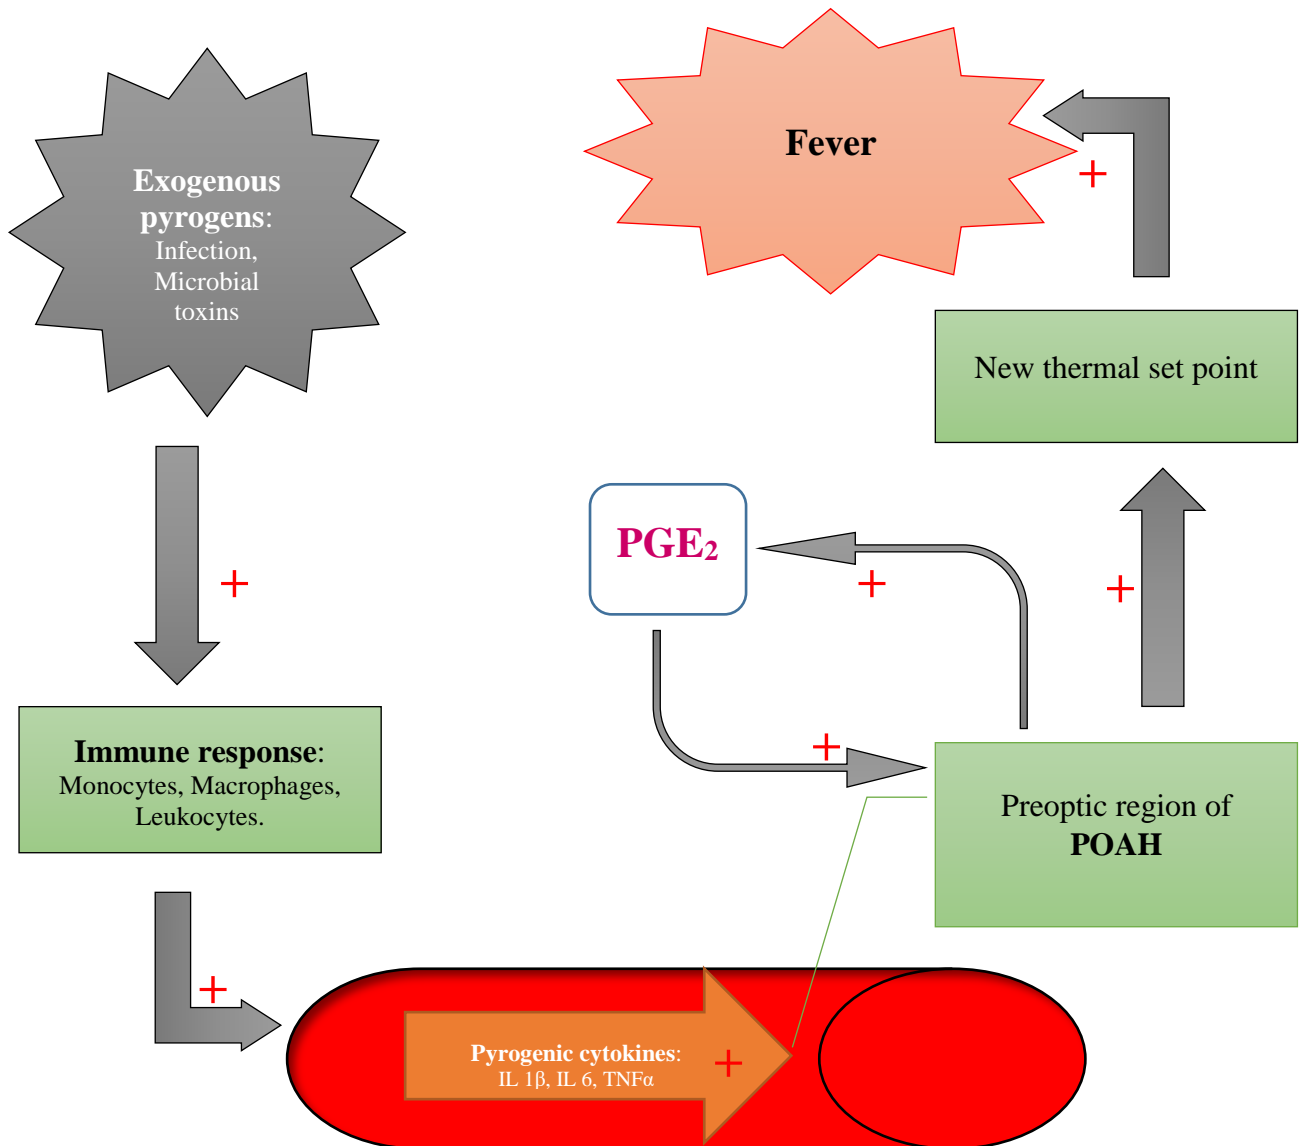 Exogenous
pyrogens:
Infection,
Microbial
toxins
+
Immune response:
Monocytes, Macrophages,
Leukocytes.
+
Pyrogenic cytokines:
IL 1β, IL 6, TNFα
+
Preoptic region of
POAH
+
PGE₂
+
+
New thermal set point
+
Fever